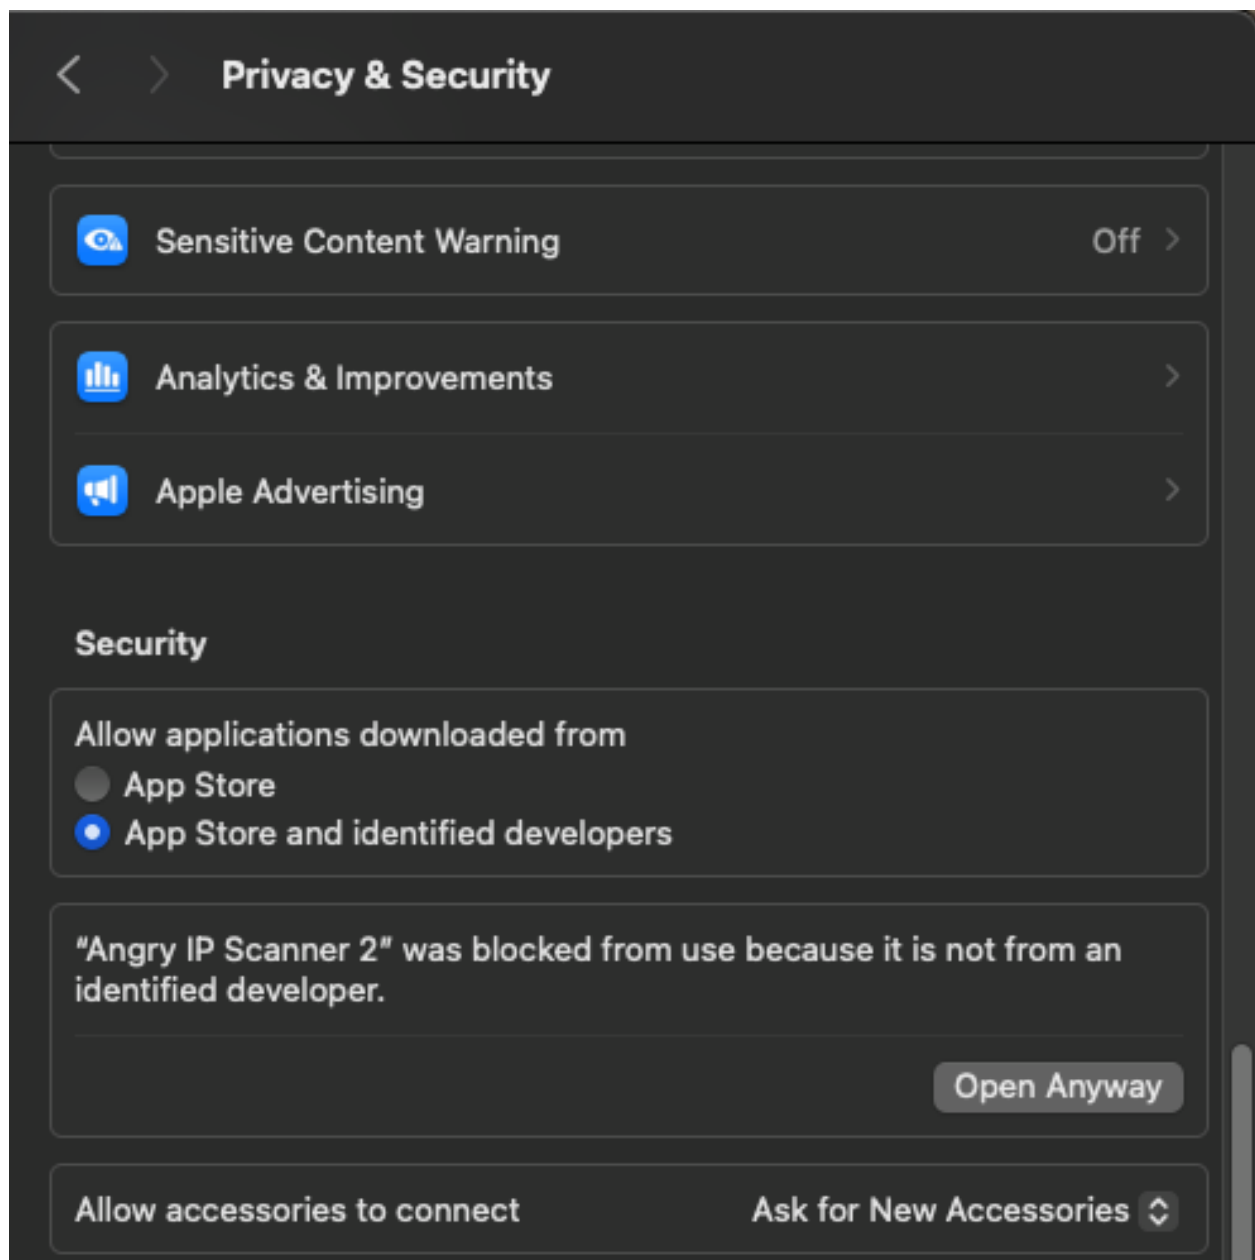 Privacy & Security
Sensitive Content Warning Off
Analytics & Improvements
Apple Advertising
Security
Allow applications downloaded from
App Store
App Store and identified developers
“Angry IP Scanner 2” was blocked from use because it is not from an
identified developer.
Open Anyway
Allow accessories to connect Ask for New Accessories